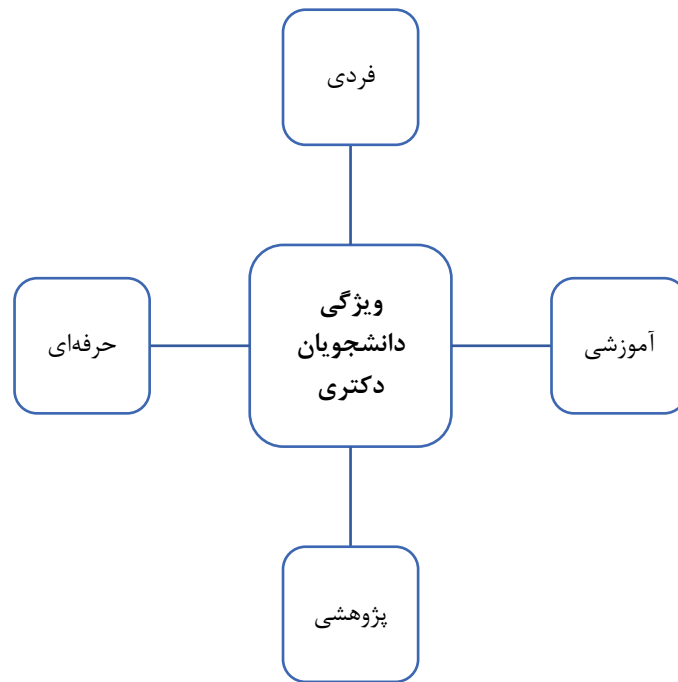 فردی
ویژگی
دانشجویان
دکتری
آموزشی
حرفه‌ای
پژوهشی